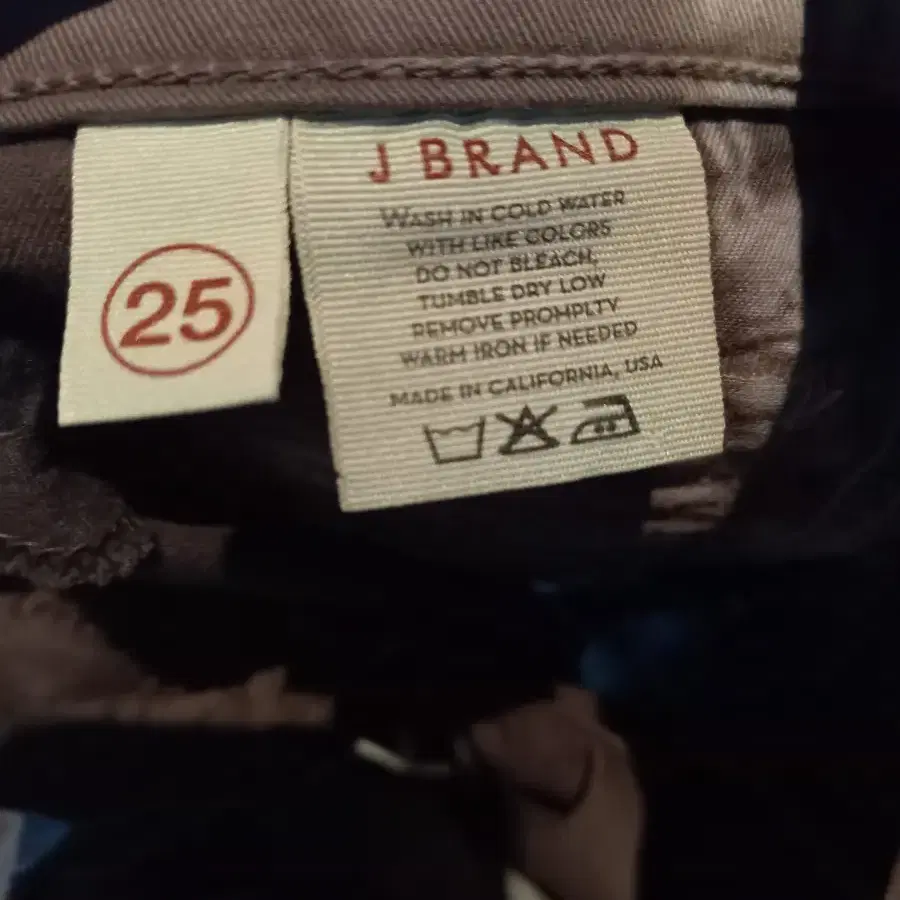 25
J BRAND
WASH IN COLD WATER
WITH LIKE COLORS
DO NOT BLEACH,
TUMBLE DRY LOW
REMOVE PROMPLTY
WARM IRON IF NEEDED
MADE IN CALIFORNIA, USA